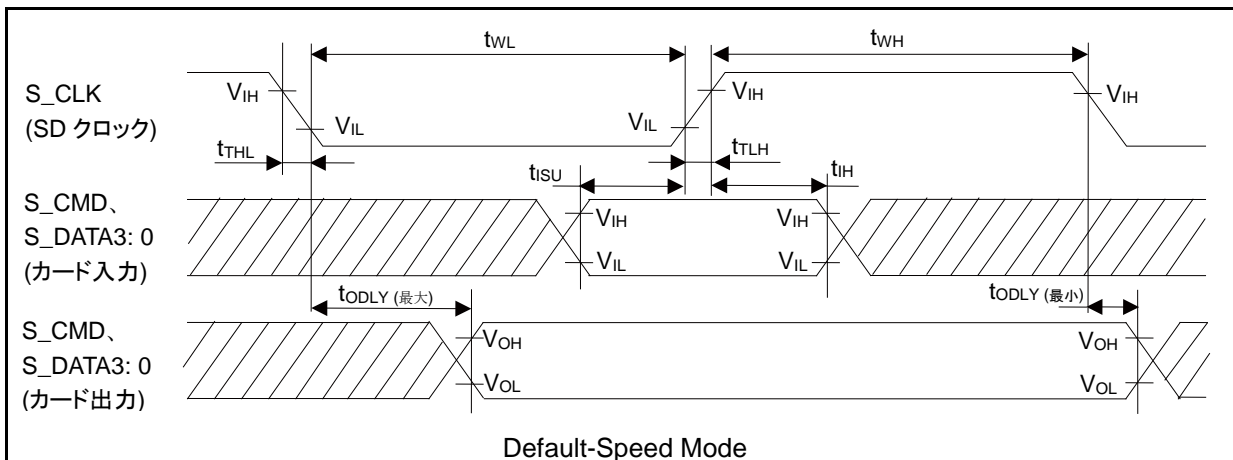 tWL
tWH
S_CLK
(SD クロック)
VIH
VIL
VIL
VIH
VIH
tTHL
tTLH
tISU
tIH
S_CMD、
S_DATA3: 0
(カード入力)
VIH
VIL
VIH
VIL
tODLY (最大)
tODLY (最小)
S_CMD、
S_DATA3: 0
(カード出力)
VOH
VOL
VOH
VOL
Default-Speed Mode